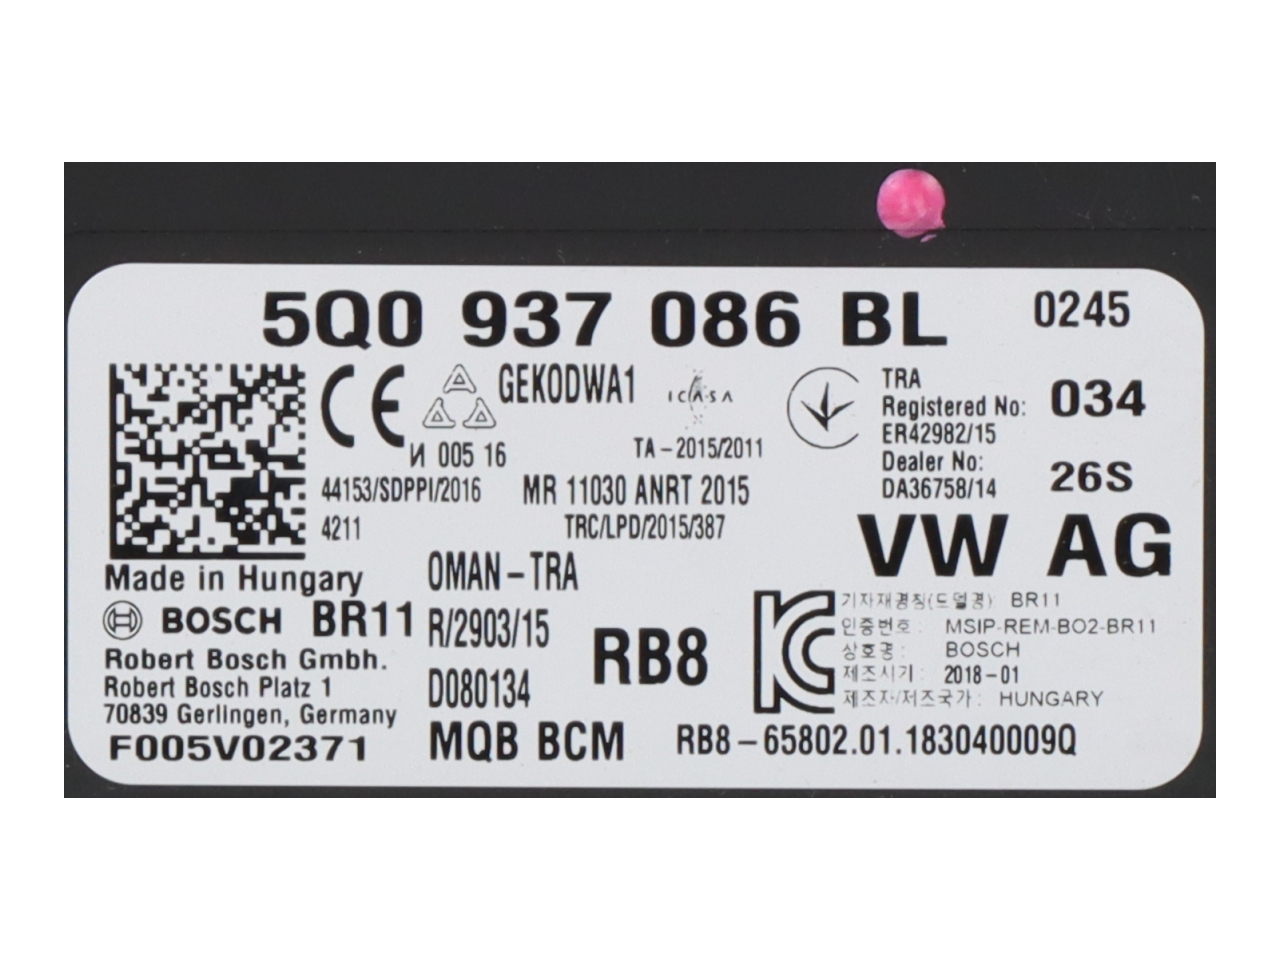 5Q0 937 086 BL 0245
CE
GEKODWA1
ICASA
TRA
Registered No: 034
ER42982/15
И 005 16
TA-2015/2011
Dealer No:
DA36758/14 26S
44153/SDPPI/2016
MR 11030 ANRT 2015
4211
TRC/LPD/2015/387
VW AG
Made in Hungary
OMAN-TRA
BOSCH BR11
R/2903/15
RB8
Robert Bosch Gmbh.
Robert Bosch Platz 1
D080134
70839 Gerlingen, Germany
F005V02371
MQB BCM
RB8-65802.01.183040009Q
기자재명칭(드델명) BR11
인증번호: MSIP-REM-BO2-BR11
상호명: BOSCH
제조시기: 2018-01
제조자/저조국가: HUNGARY